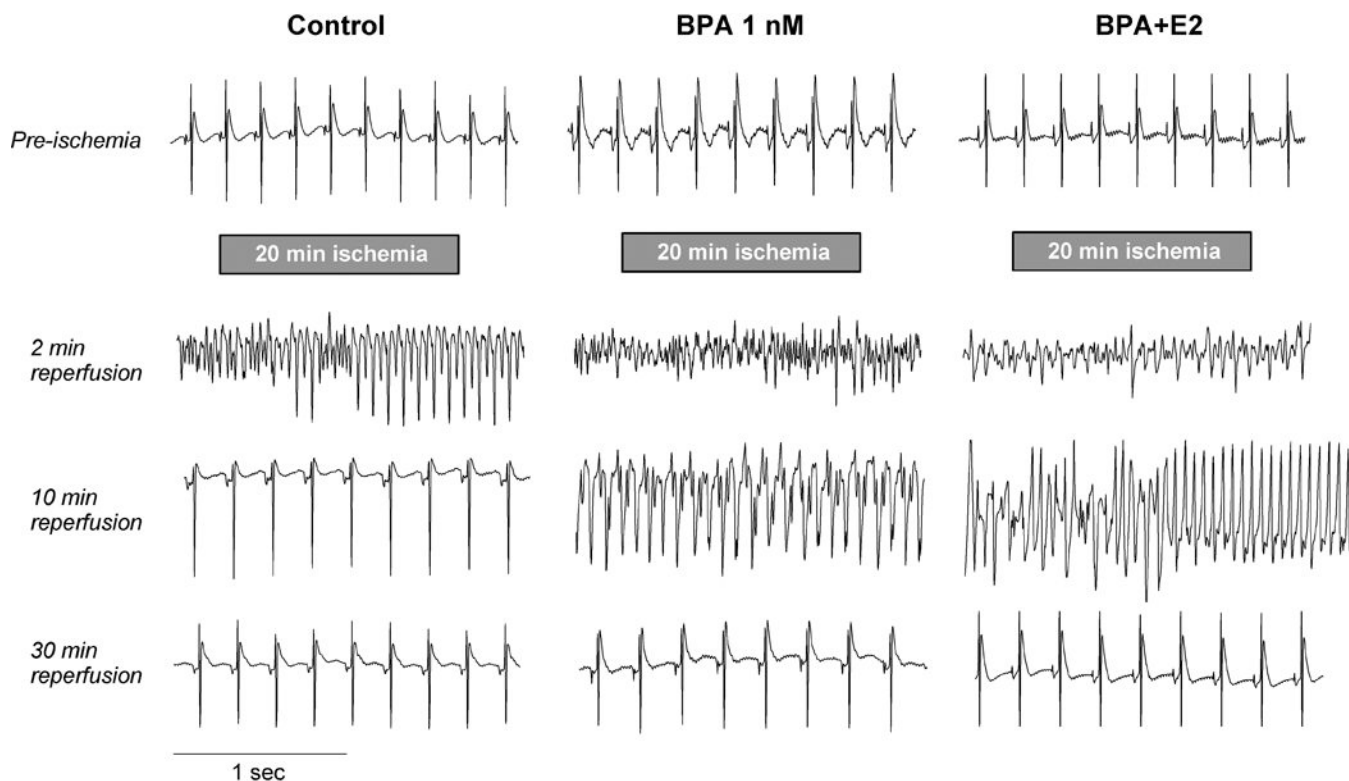 Control
BPA 1 nM
BPA+E2
Pre-ischemia
20 min ischemia
20 min ischemia
20 min ischemia
2 min
reperfusion
10 min
reperfusion
30 min
reperfusion
1 sec